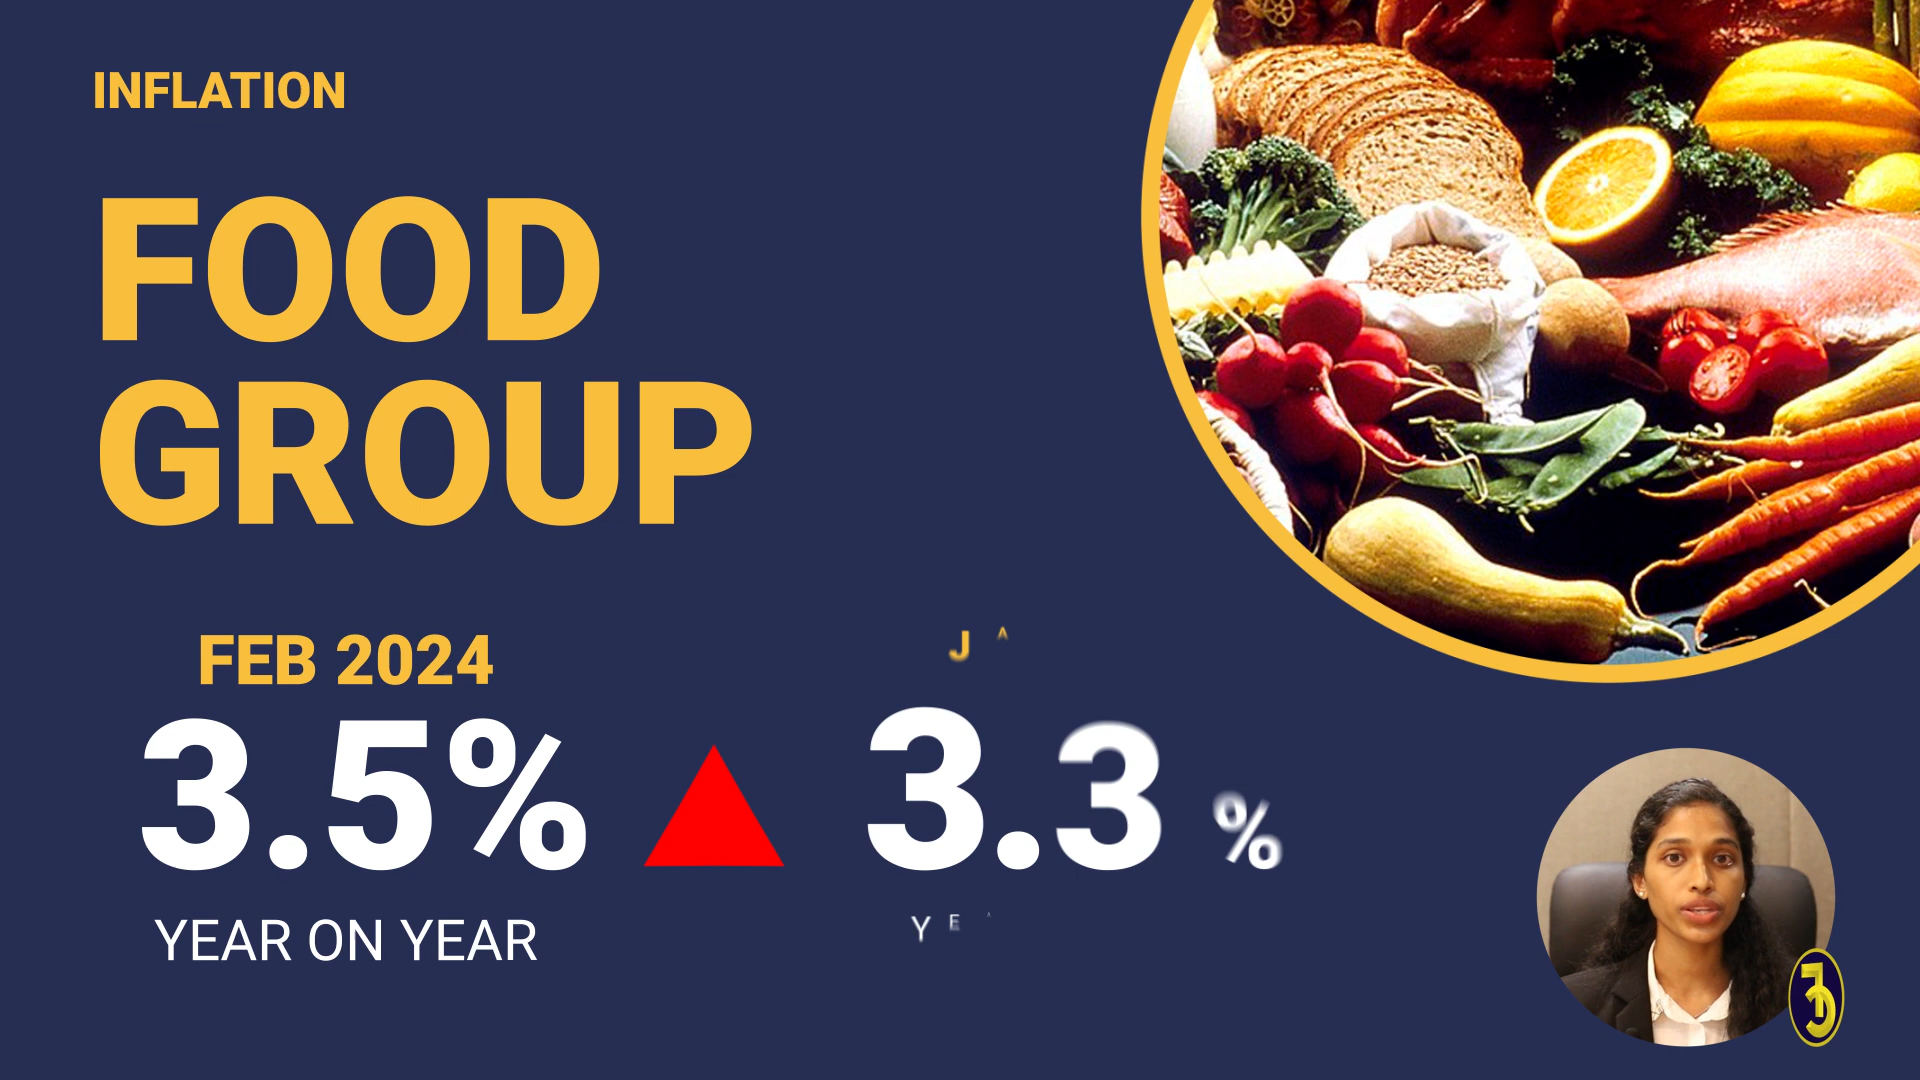 INFLATION
FOOD
GROUP
FEB 2024
3.5%
YEAR ON YEAR
3.3 %